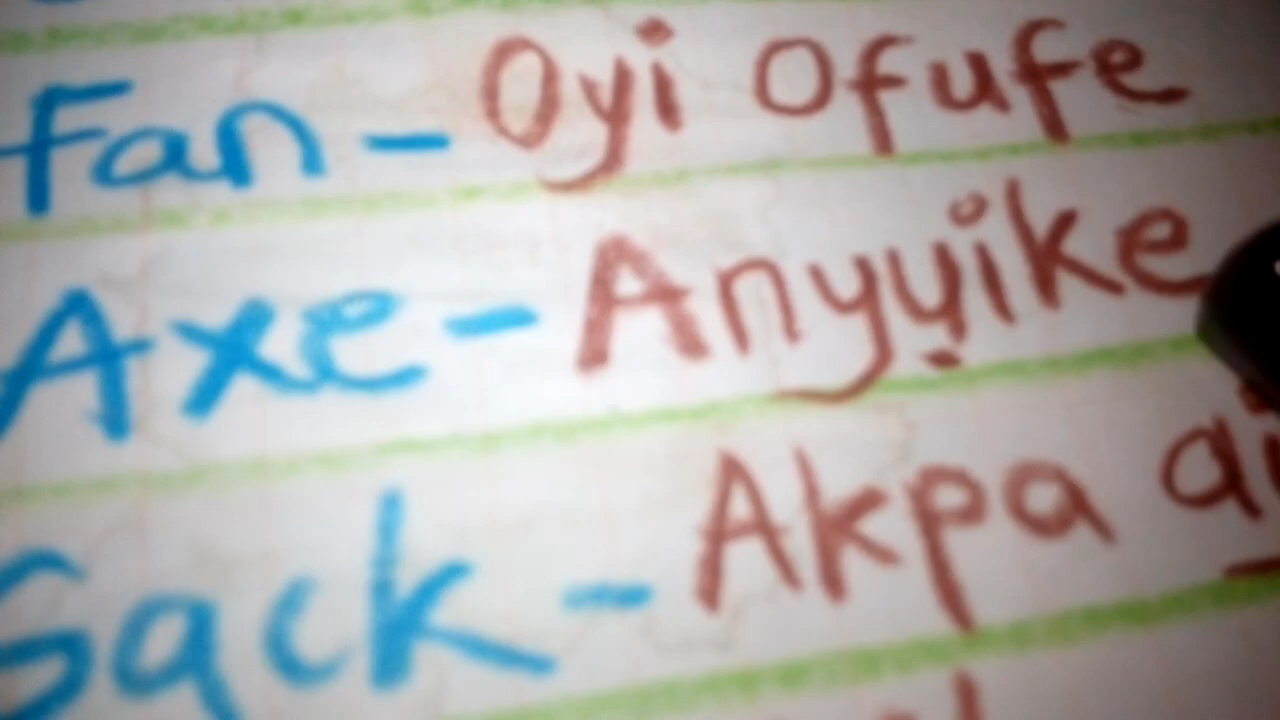 Fan - Oyi Ofufe
Axe - Anyụike
Sack - Akpa